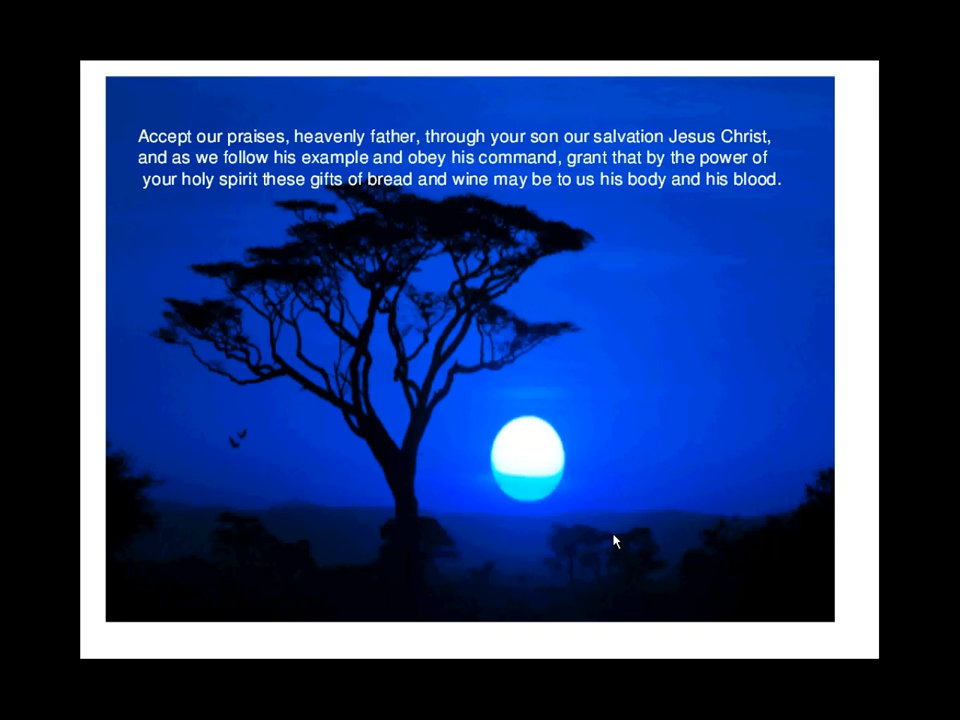 Accept our praises, heavenly father, through your son our salvation Jesus Christ,
and as we follow his example and obey his command, grant that by the power of
your holy spirit these gifts of bread and wine may be to us his body and his blood.